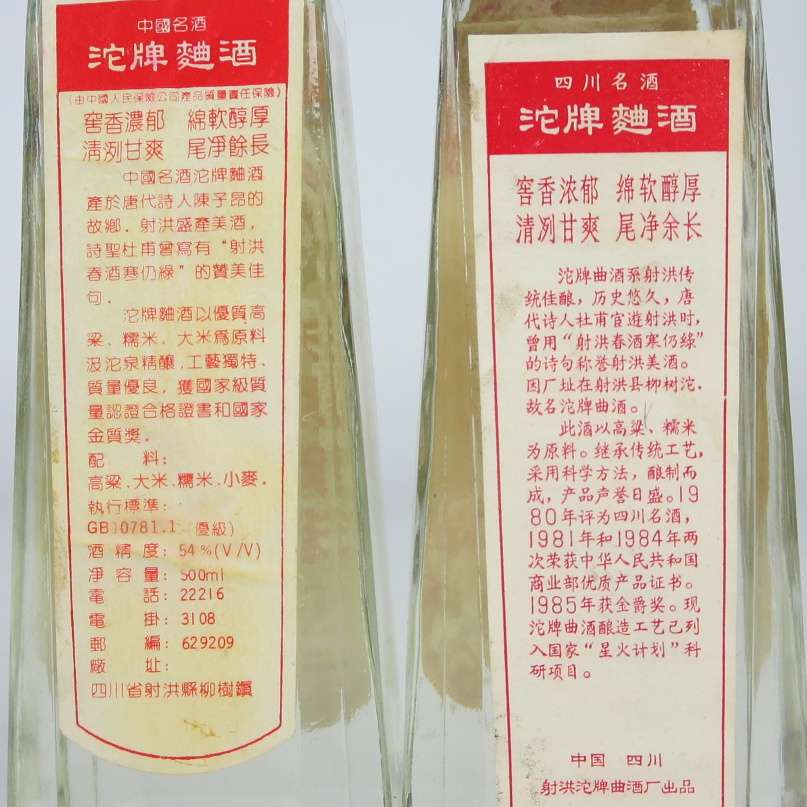 中國名酒
沱牌麯酒
(由中國人民保險公司產品質量責任保險)
窖香濃郁 綿軟醇厚
清冽甘爽 尾淨餘長
中國名酒沱牌麯酒
產於唐代詩人陳子昂的
故鄉．射洪盛產美酒，
詩聖杜甫曾寫有“射洪
春酒寒仍綠”的贊美佳
句．
沱牌麯酒以優質高
粱、糯米、大米爲原料
汲沱泉精釀，工藝獨特、
質量優良，獲國家級質
量認證合格證書和國家
金質獎．
配 料：
高粱、大米、糯米、小麥．
執行標準：
GB10781.1 (優級)
酒精度：54％(V/V)
淨容量：500ml
電 話：22216
電 掛：3108
郵 編：629209
廠 址：
四川省射洪縣柳樹鎮
四川名酒
沱牌麯酒
窖香浓郁 绵软醇厚
清冽甘爽 尾净余长
沱牌曲酒系射洪传
统佳酿，历史悠久，唐
代诗人杜甫宦遊射洪时，
曾用“射洪春酒寒仍绿”
的诗句称誉射洪美酒。
因厂址在射洪县柳树沱．
故名沱牌曲酒。
此酒以高粱、糯米
为原料。继承传统工艺，
采用科学方法，酿制而
成，产品声誉日盛。19
80年评为四川名酒，
1981年和1984年两
次荣获中华人民共和国
商业部优质产品证书。
1985年获金爵奖。现
沱牌曲酒酿造工艺已列
入国家“星火计划”科
研项目。
中国 四川
射洪沱牌曲酒厂出品